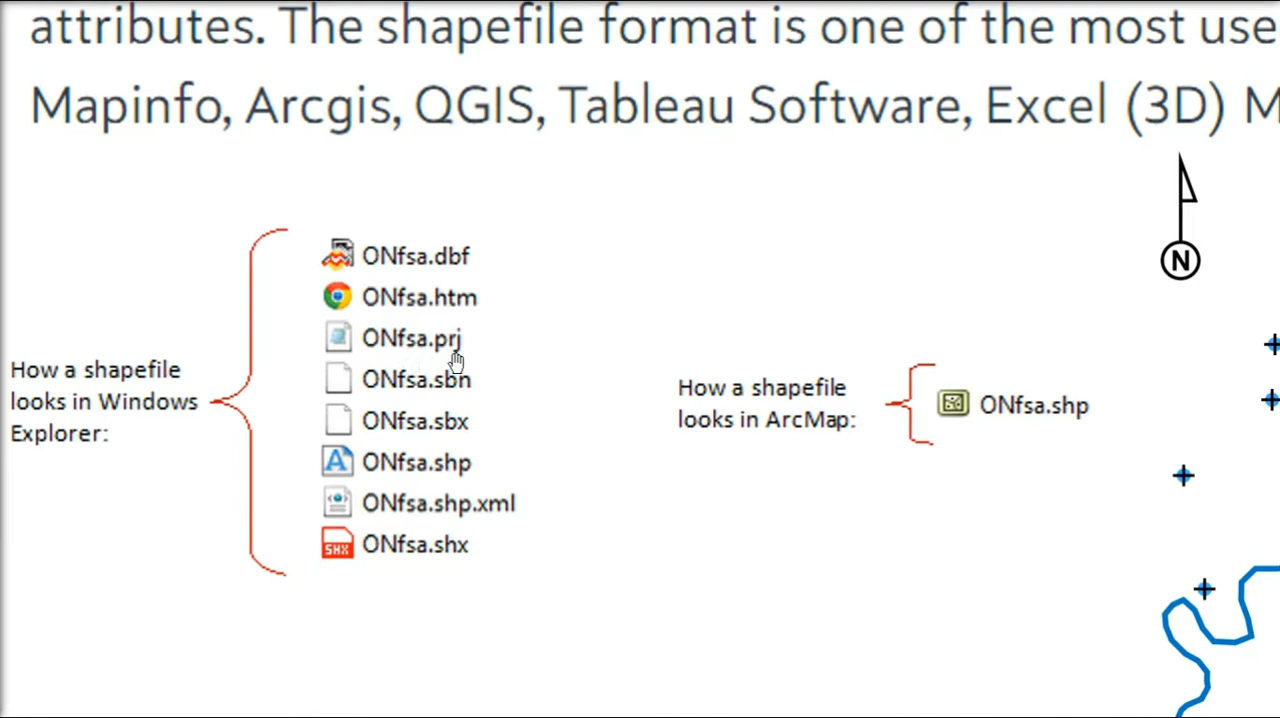 attributes. The shapefile format is one of the most use
Mapinfo, Arcgis, QGIS, Tableau Software, Excel (3D) M
N
How a shapefile
looks in Windows
Explorer:
ONfsa.dbf
ONfsa.htm
ONfsa.prj
ONfsa.sbn
ONfsa.sbx
ONfsa.shp
ONfsa.shp.xml
SHX ONfsa.shx
How a shapefile
looks in ArcMap:
ONfsa.shp